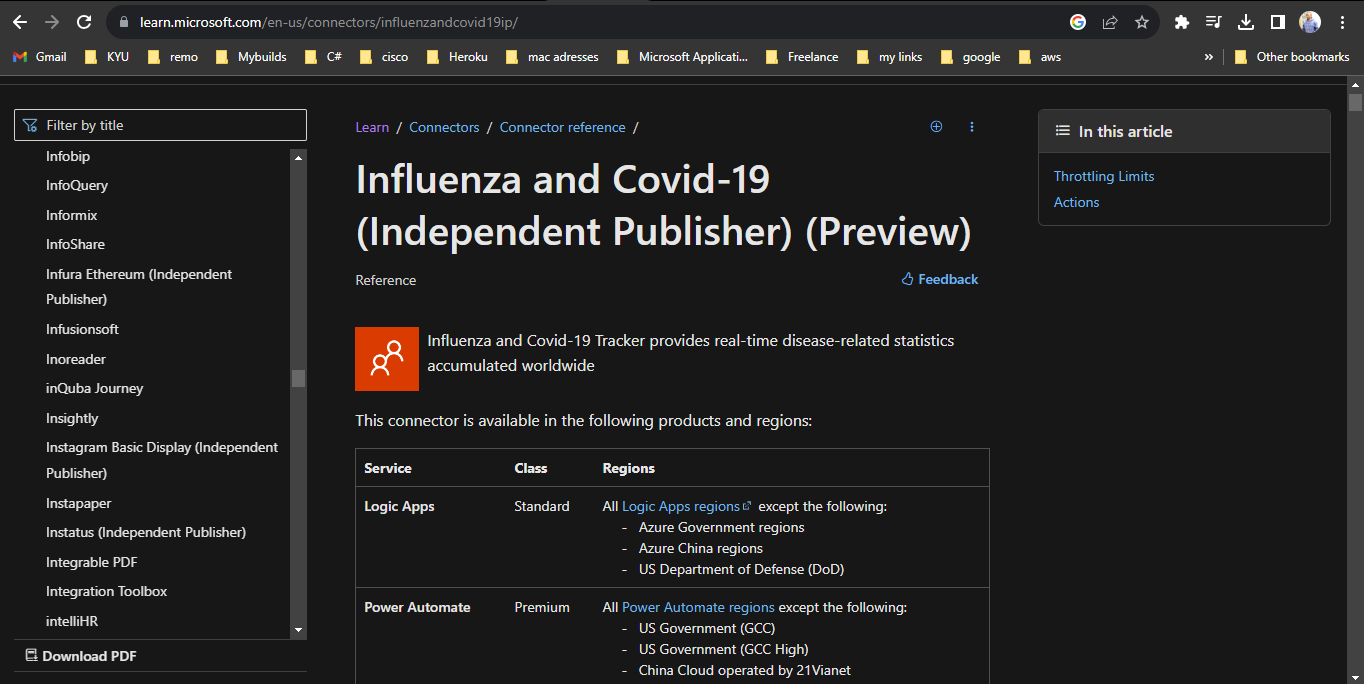 learn.microsoft.com/en-us/connectors/influenzandcovid19ip/
Gmail KYU remo Mybuilds C# cisco Heroku mac adresses Microsoft Applicati... Freelance my links google aws » Other bookmarks
Filter by title
Infobip
InfoQuery
Informix
InfoShare
Infura Ethereum (Independent
Publisher)
Infusionsoft
Inoreader
inQuba Journey
Insightly
Instagram Basic Display (Independent
Publisher)
Instapaper
Instatus (Independent Publisher)
Integrable PDF
Integration Toolbox
intelliHR
Download PDF
Learn / Connectors / Connector reference /
Influenza and Covid-19
(Independent Publisher) (Preview)
Reference
Feedback
Influenza and Covid-19 Tracker provides real-time disease-related statistics
accumulated worldwide
This connector is available in the following products and regions:
Service Class Regions
Logic Apps Standard All Logic Apps regions except the following:
- Azure Government regions
- Azure China regions
- US Department of Defense (DoD)
Power Automate Premium All Power Automate regions except the following:
- US Government (GCC)
- US Government (GCC High)
- China Cloud operated by 21Vianet
In this article
Throttling Limits
Actions